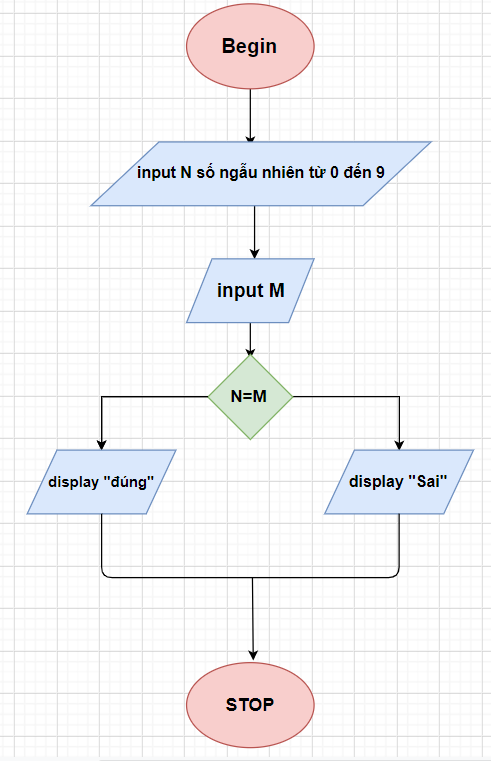 Begin
input N số ngẫu nhiên từ 0 đến 9
input M
N=M
display "đúng"
display "Sai"
STOP